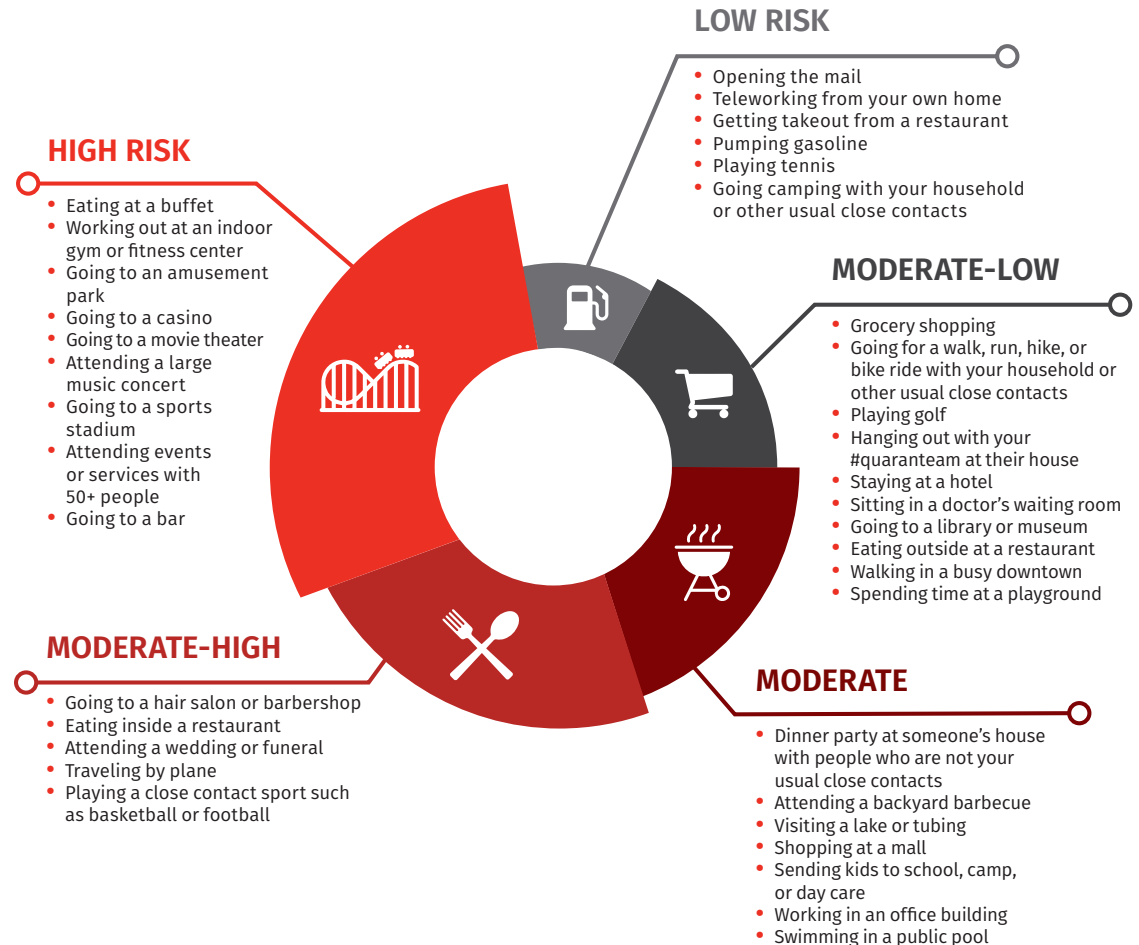 LOW RISK
• Opening the mail
• Teleworking from your own home
• Getting takeout from a restaurant
• Pumping gasoline
• Playing tennis
• Going camping with your household
or other usual close contacts
HIGH RISK
• Eating at a buffet
• Working out at an indoor
gym or fitness center
• Going to an amusement
park
• Going to a casino
• Going to a movie theater
• Attending a large
music concert
• Going to a sports
stadium
• Attending events
or services with
50+ people
• Going to a bar
MODERATE-LOW
• Grocery shopping
• Going for a walk, run, hike, or
bike ride with your household or
other usual close contacts
• Playing golf
• Hanging out with your
#quaranteam at their house
• Staying at a hotel
• Sitting in a doctor’s waiting room
• Going to a library or museum
• Eating outside at a restaurant
• Walking in a busy downtown
• Spending time at a playground
MODERATE-HIGH
• Going to a hair salon or barbershop
• Eating inside a restaurant
• Attending a wedding or funeral
• Traveling by plane
• Playing a close contact sport such
as basketball or football
MODERATE
• Dinner party at someone’s house
with people who are not your
usual close contacts
• Attending a backyard barbecue
• Visiting a lake or tubing
• Shopping at a mall
• Sending kids to school, camp,
or day care
• Working in an office building
• Swimming in a public pool